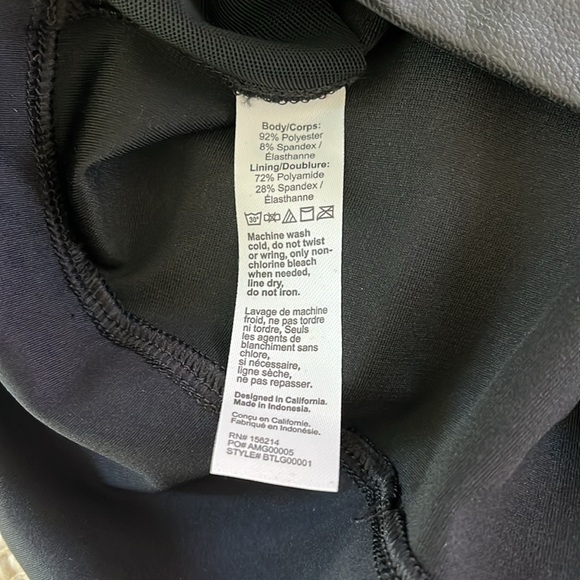 Body/Corps:
92% Polyester
8% Spandex /
Élasthanne
Lining/Doublure:
72% Polyamide
28% Spandex /
Élasthanne
30°
Machine wash
cold, do not twist
or wring, only non-
chlorine bleach
when needed,
line dry,
do not iron.
Lavage de machine
froid, ne pas tordre
ni tordre, Seuls
les agents de
blanchiment sans
chlore,
si nécessaire,
ligne sèche,
ne pas repasser.
Designed in California.
Made in Indonesia.
Conçu en Californie.
Fabriqué en Indonésie.
RN# 156214
PO# AMG00005
STYLE# BTLG00001